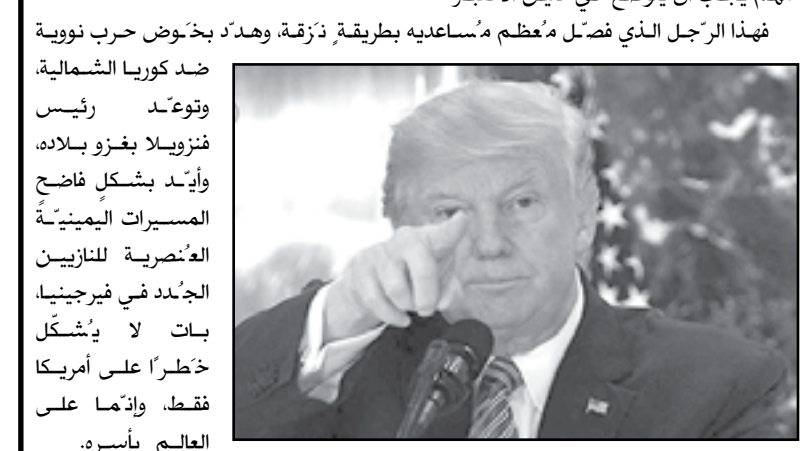 فهذا الرّجل الذي فصّل مُعظم مُساعديه بطريقةٍ نَزقة، وهدّد بخَوض حرب نووية
ضد كوريا الشمالية،
وتوعّد رئيس
فنزويلا بغزو بلاده،
وأيّد بشكلٍ فاضحٍ
المسيرات اليمينيّةً
العُنصرية للنازيين
الجُدد في فيرجينيا،
بات لا يُشكّل
خَطرًا على أمريكا
فقط، وإنّما على
العالم بأسره.